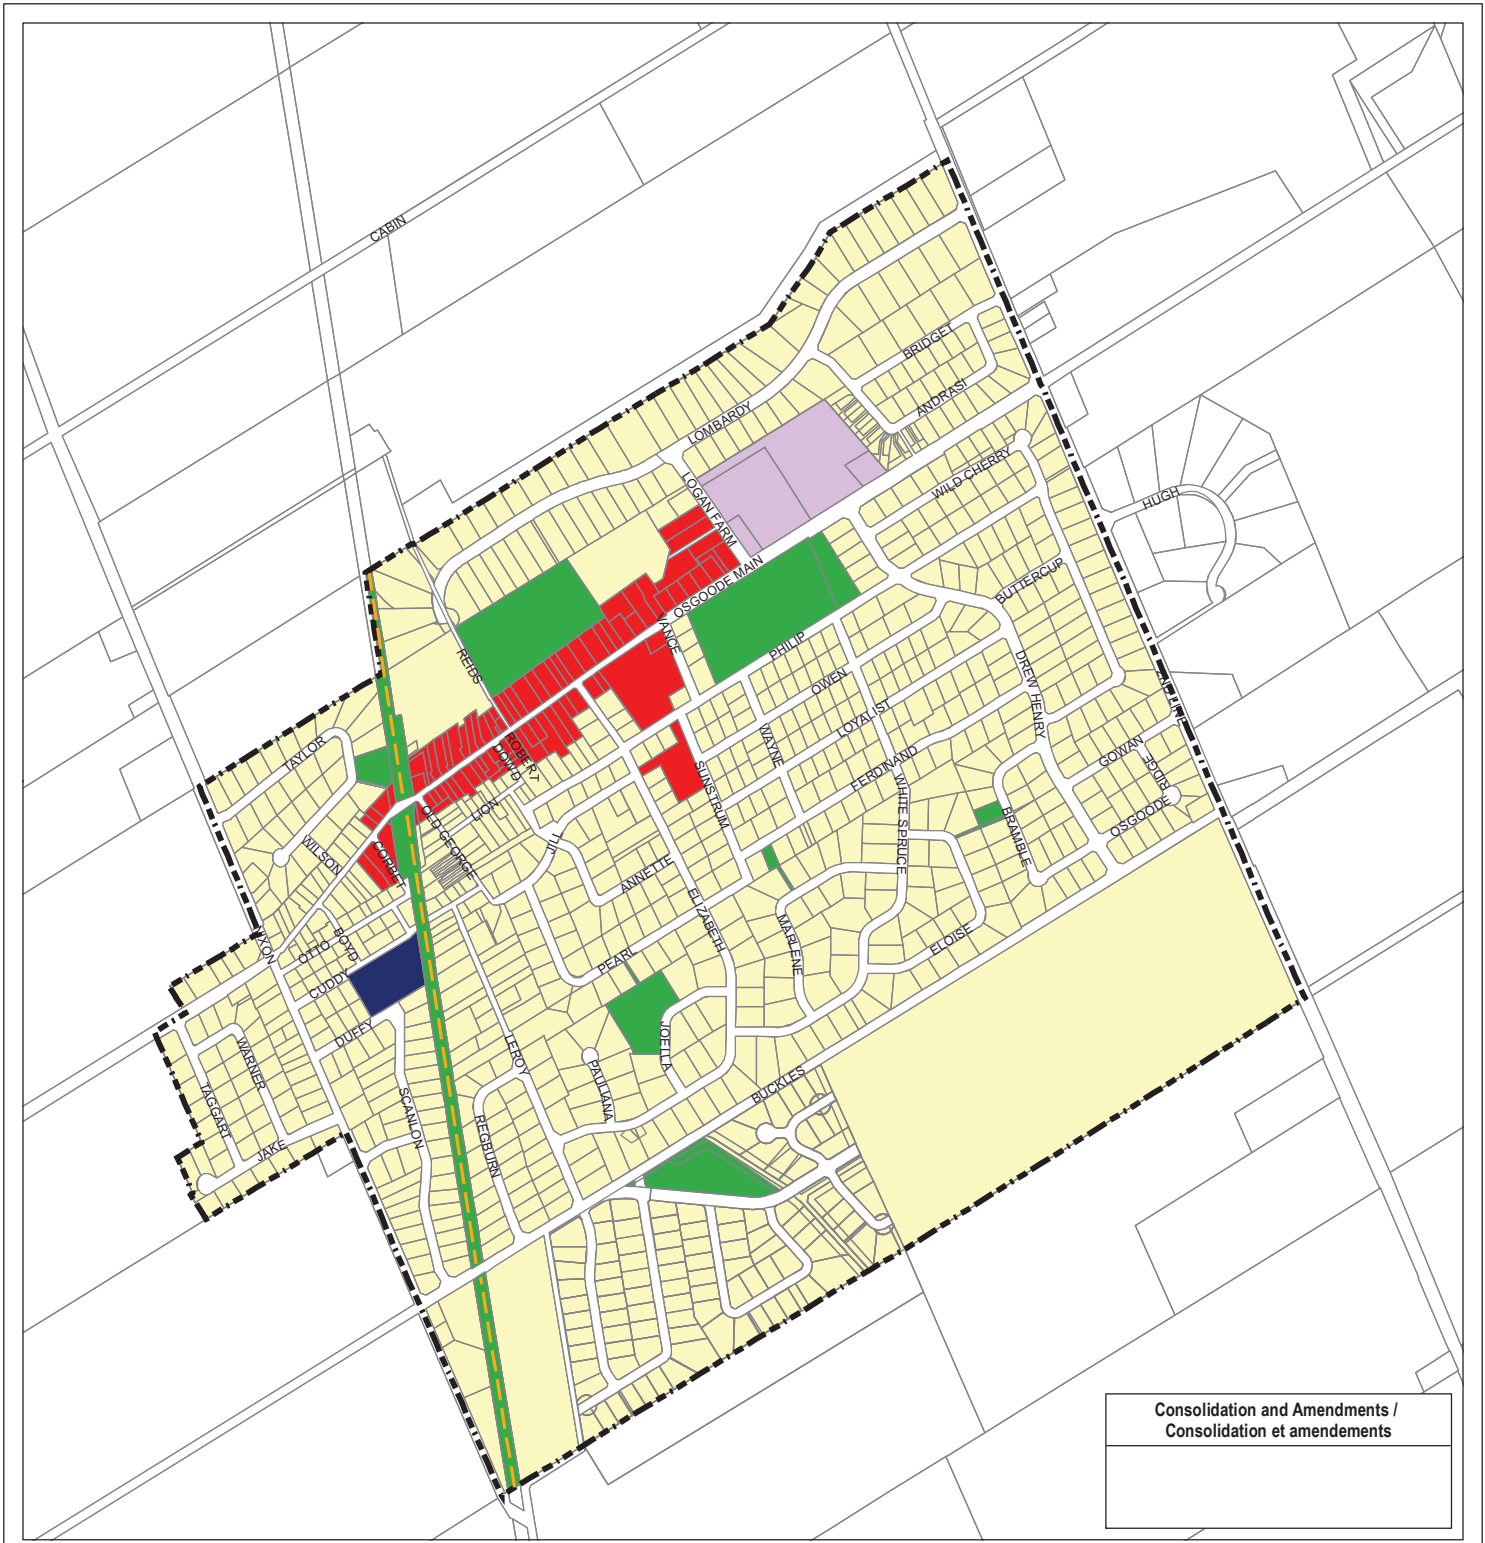 CABIN
BRIDGET
ANDRASI
LOMBARDY
LOGAN FARM
WILD CHERRY
HUGH
OSGOODE MAIN
BUTTERCUP
VANCE
PHILIP
REIDS
OWEN
DREW HENRY
LOYALIST
TAYLOR
ROBERT
DOWD
WAYNE
FERDINAND
GOWAN
RIDGE
SUNSTRUM
WHITE SPRUCE
LION
OLD GEORGE
OSGOODE
BRAMBLE
WILSON
CORBET
JILL
ANNETTE
ELIZABETH
MARLENE
ELOISE
BOYD
OTTO
PEARL
CUDDY
DUFFY
JOELLA
LEROY
WARNER
PAULIANA
BUCKLES
TAGGART
SCANLON
REGBURN
JAKE
Consolidation and Amendments /
Consolidation et amendements